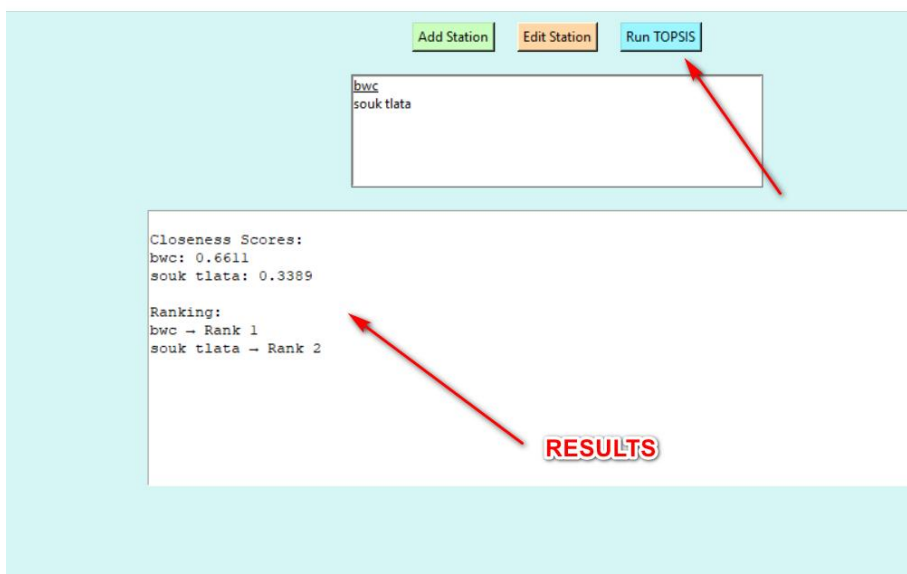 Add Station Edit Station Run TOPSIS
bwc
souk tlata
Closeness Scores:
bwc: 0.6611
souk tlata: 0.3389
Ranking:
bwc → Rank 1
souk tlata → Rank 2
RESULTS